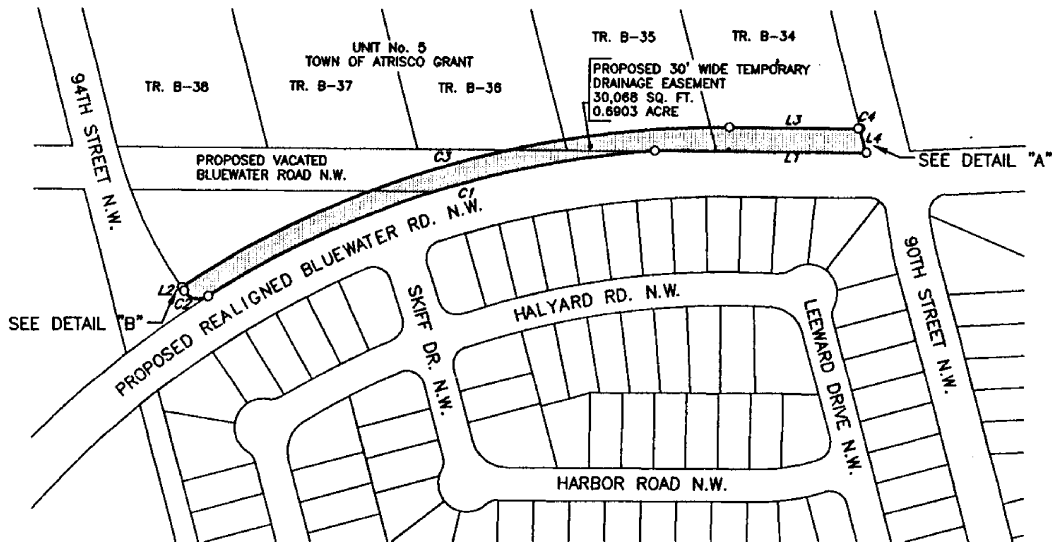 UNIT No. 5
TOWN OF ATRISCO GRANT
TR. B-35
TR. B-34
94TH STREET N.W.
TR. B-38
TR. B-37
TR. B-36
PROPOSED 30' WIDE TEMPORARY
DRAINAGE EASEMENT
30,068 SQ. FT.
0.6903 ACRE
L3
C4
L4
SEE DETAIL "A"
PROPOSED VACATED
BLUEWATER ROAD N.W.
C3
L1
C1
L2
C2
SEE DETAIL "B"
PROPOSED REALIGNED BLUEWATER RD. N.W.
SKIFF DR. N.W.
HALYARD RD. N.W.
LEEWARD DRIVE N.W.
90TH STREET N.W.
HARBOR ROAD N.W.